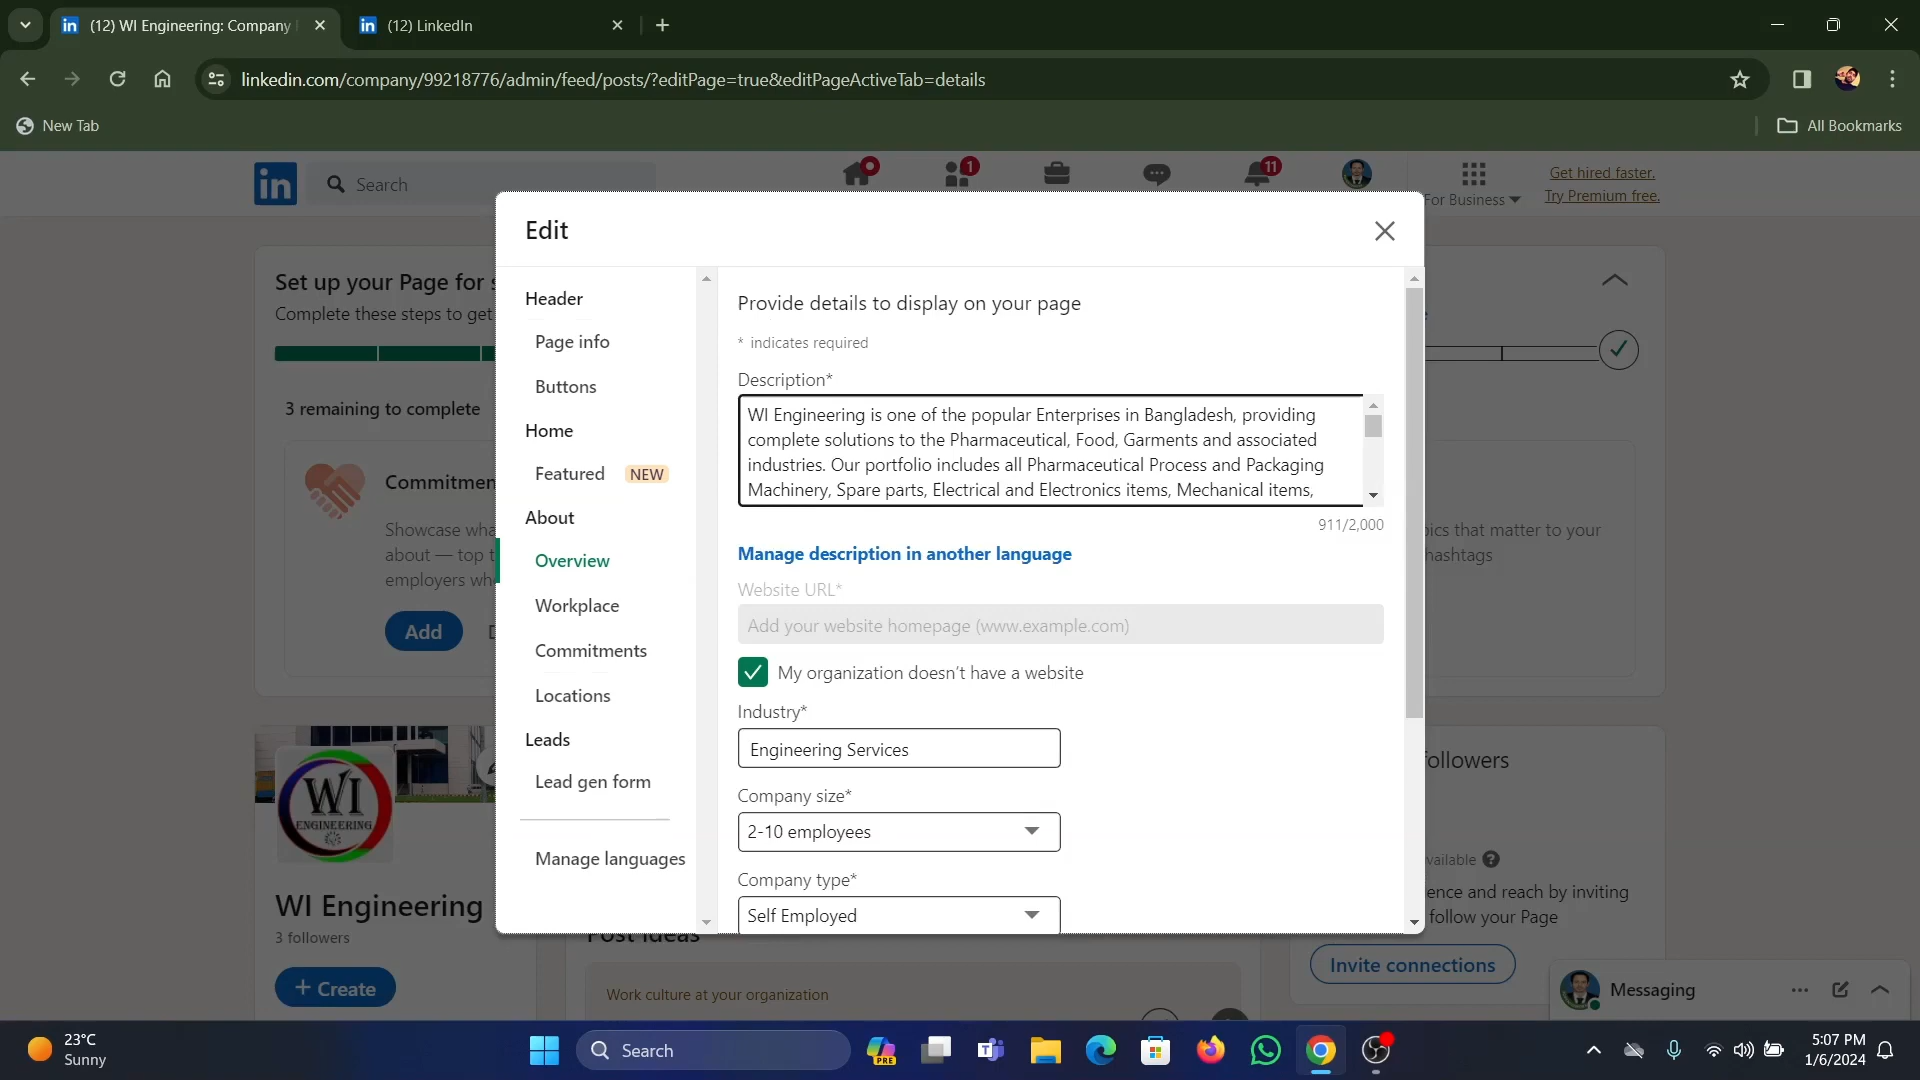 (12) WI Engineering: Company
(12) LinkedIn
linkedin.com/company/99218776/admin/feed/posts/?editPage=true&editPageActiveTab=details
New Tab
All Bookmarks
in
Search
1
11
For Business
Get hired faster.
Try Premium free.
Set up your Page for
Complete these steps to get
3 remaining to complete
Commitmen
Showcase wha
about — top t
employers wh
Add
WI
ENGINEERING
WI Engineering
3 followers
+ Create
Edit
Header
Page info
Buttons
Home
Featured NEW
About
Overview
Workplace
Commitments
Locations
Leads
Lead gen form
Manage languages
Provide details to display on your page
* indicates required
Description*
WI Engineering is one of the popular Enterprises in Bangladesh, providing
complete solutions to the Pharmaceutical, Food, Garments and associated
industries. Our portfolio includes all Pharmaceutical Process and Packaging
Machinery, Spare parts, Electrical and Electronics items, Mechanical items,
911/2,000
Manage description in another language
Website URL*
Add your website homepage (www.example.com)
My organization doesn't have a website
Industry*
Engineering Services
Company size*
2-10 employees
Company type*
Self Employed
Post Ideas
Work culture at your organization
pics that matter to your
hashtags
followers
vailable
ence and reach by inviting
follow your Page
Invite connections
Messaging
23°C
Sunny
Search
PRE
5:07 PM
1/6/2024